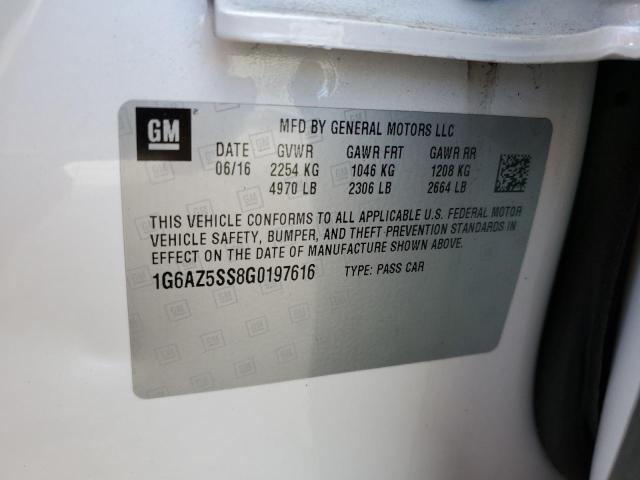 GM
MFD BY GENERAL MOTORS LLC
DATE GVWR GAWR FRT GAWR RR
06/16 2254 KG 1046 KG 1208 KG
4970 LB 2306 LB 2664 LB
THIS VEHICLE CONFORMS TO ALL APPLICABLE U.S. FEDERAL MOTOR
VEHICLE SAFETY, BUMPER, AND THEFT PREVENTION STANDARDS IN
EFFECT ON THE DATE OF MANUFACTURE SHOWN ABOVE.
1G6AZ5SS8G0197616 TYPE: PASS CAR